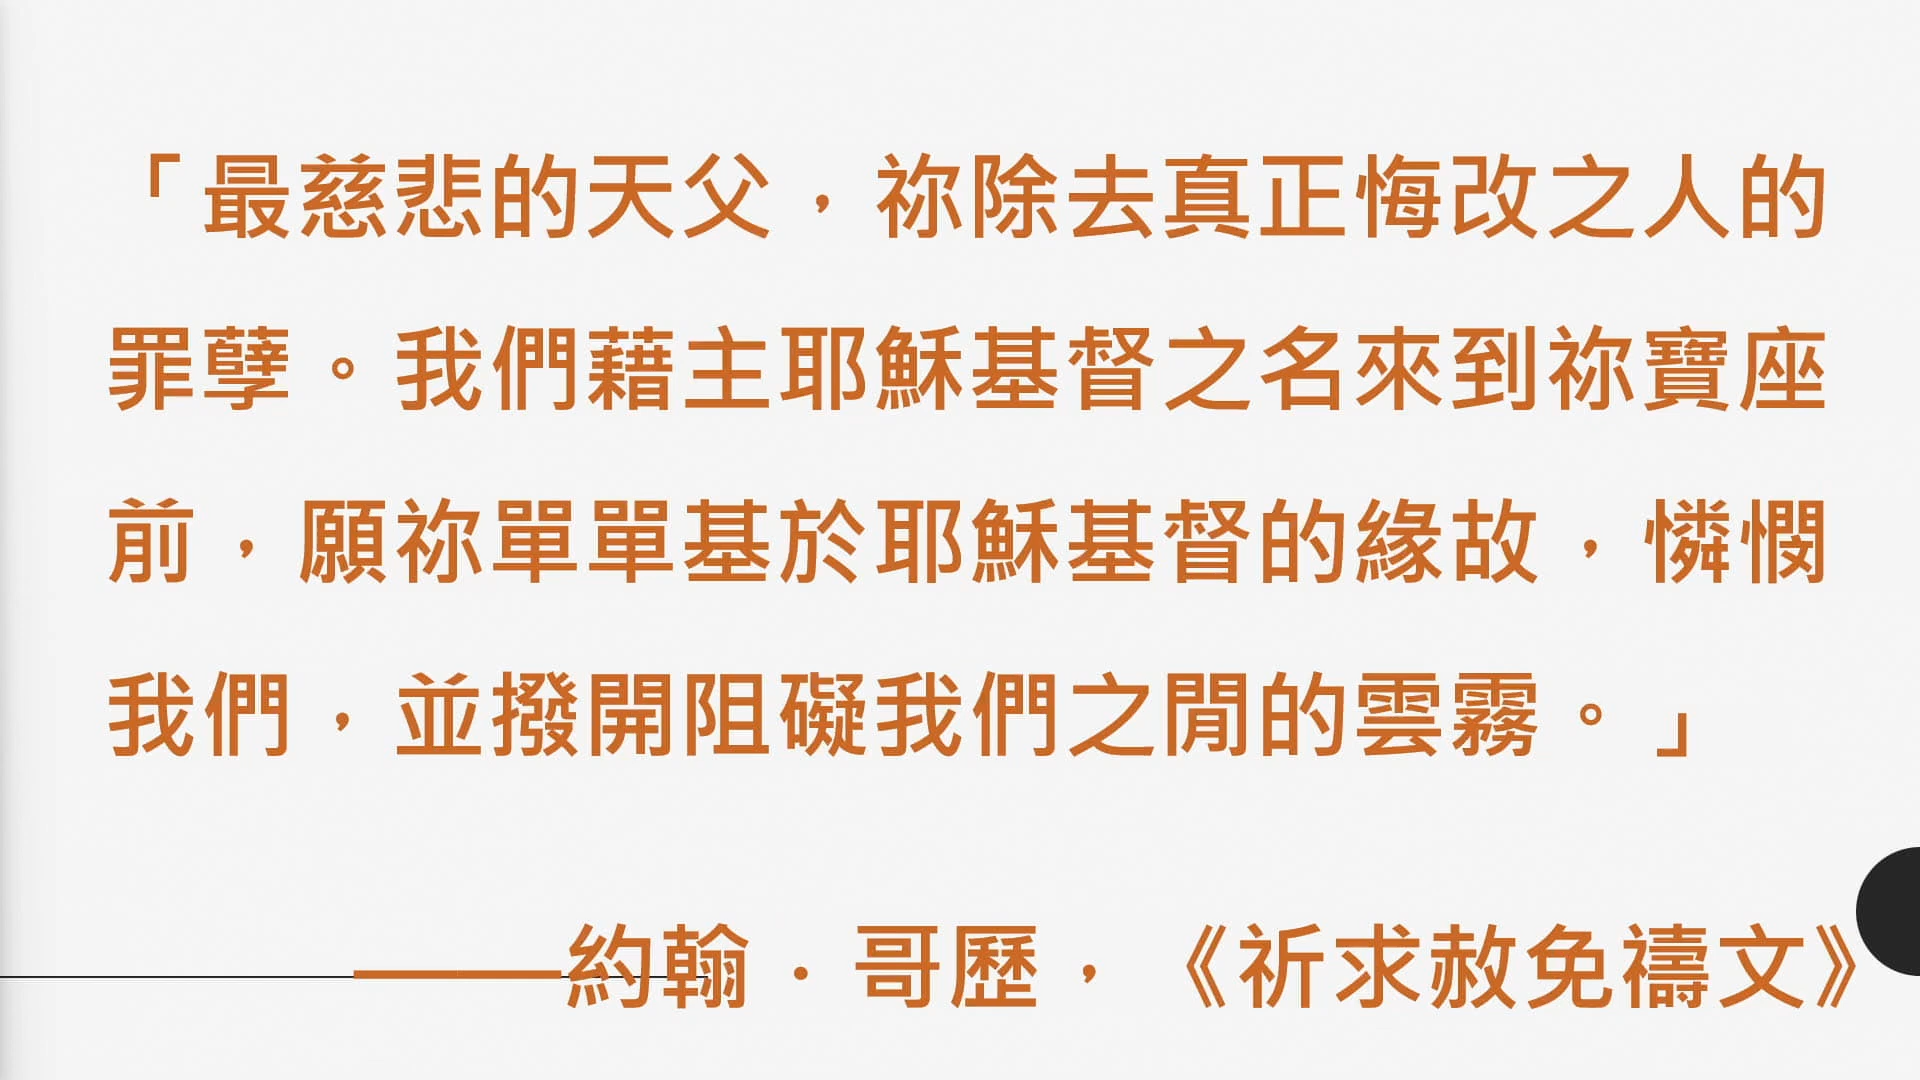 「最慈悲的天父，祢除去真正悔改之人的
罪孽。我們藉主耶穌基督之名來到祢寶座
前，願祢單單基於耶穌基督的緣故，憐憫
我們，並撥開阻礙我們之閒的雲霧。」
——約翰．哥歷，《祈求赦免禱文》